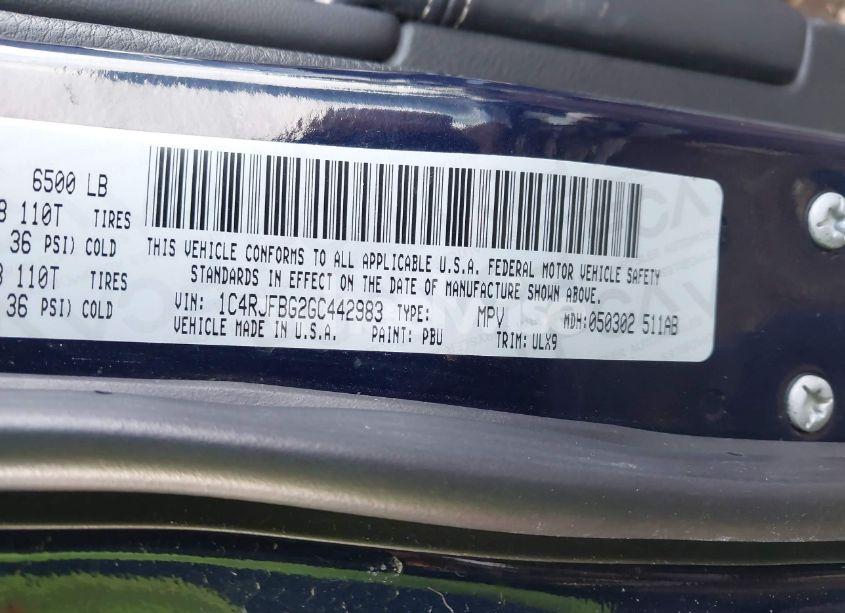 6500 LB
8 110T TIRES
36 PSI) COLD
8 110T TIRES
36 PSI) COLD
THIS VEHICLE CONFORMS TO ALL APPLICABLE U.S.A. FEDERAL MOTOR VEHICLE SAFETY
STANDARDS IN EFFECT ON THE DATE OF MANUFACTURE SHOWN ABOVE.
VIN: 1C4RJFBG2GC442983 TYPE: MPV MDH:050302 511AB
VEHICLE MADE IN U.S.A. PAINT: PBU TRIM: ULX9